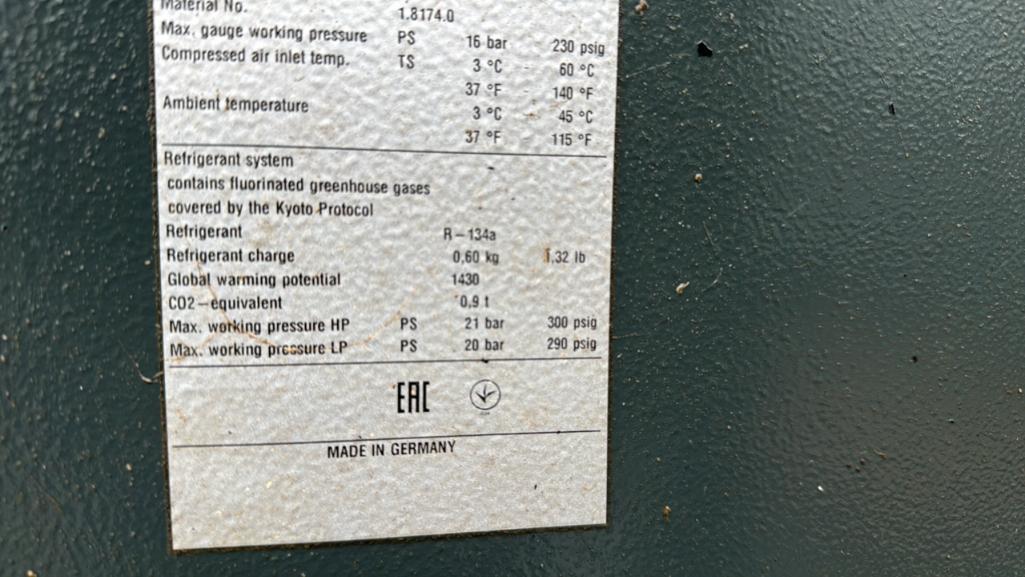 Material No. 1.8174.0
Max. gauge working pressure PS 16 bar 230 psig
Compressed air inlet temp. TS 3 °C - 60 °C
37 °F - 140 °F
Ambient temperature 3 °C - 45 °C
37 °F - 115 °F
Refrigerant system
contains fluorinated greenhouse gases
covered by the Kyoto Protocol
Refrigerant R-134a
Refrigerant charge 0,60 kg 1,32 lb
Global warming potential 1430
CO2-equivalent 0,9 t
Max. working pressure HP PS 21 bar 300 psig
Max. working pressure LP PS 20 bar 290 psig
EAC
MADE IN GERMANY